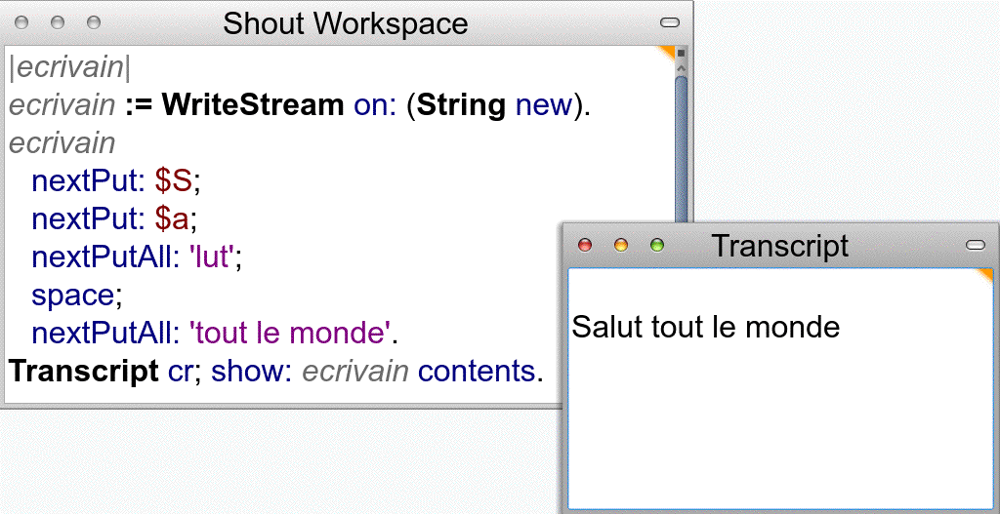 Shout Workspace
|ecrivain|
ecrivain := WriteStream on: (String new).
ecrivain
nextPut: $S;
nextPut: $a;
nextPutAll: 'lut';
space;
nextPutAll: 'tout le monde'.
Transcript cr; show: ecrivain contents.
Transcript
Salut tout le monde